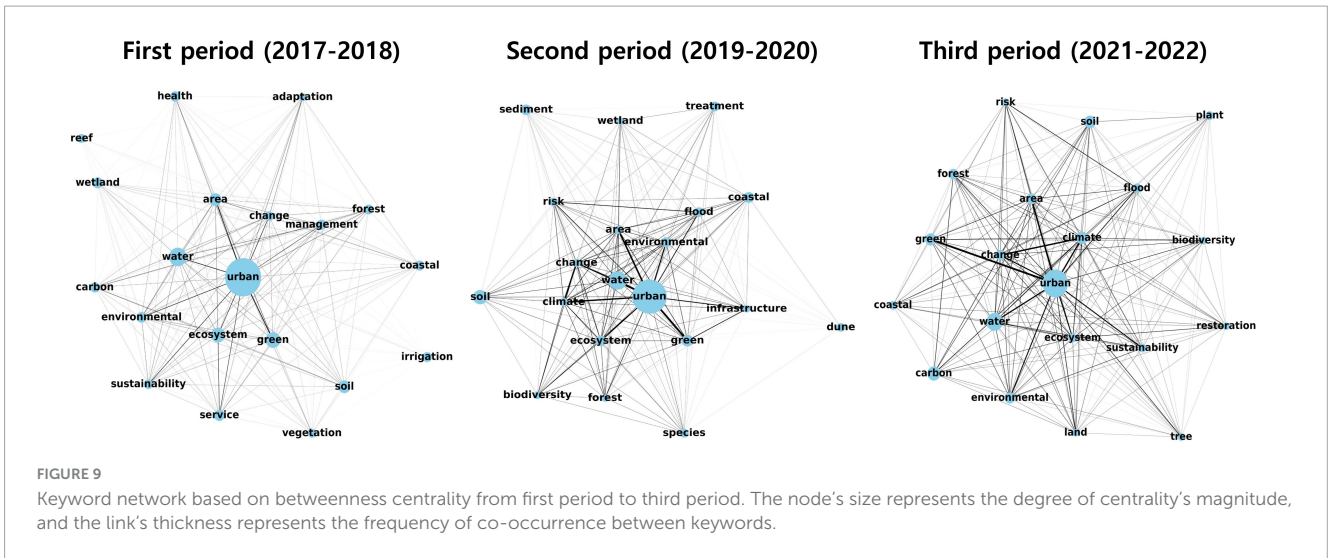 First period (2017-2018)
health
adaptation
reef
wetland
area
change
forest
management
water
urban
coastal
carbon
environmental
ecosystem
green
irrigation
sustainability
soil
service
vegetation
Second period (2019-2020)
sediment
wetland
treatment
risk
coastal
flood
area
environmental
change
water
urban
soil
climate
infrastructure
dune
ecosystem
green
biodiversity
forest
species
Third period (2021-2022)
risk
soil
plant
forest
flood
area
green
climate
biodiversity
change
urban
coastal
water
restoration
ecosystem
sustainability
carbon
environmental
land
tree
FIGURE 9
Keyword network based on betweenness centrality from first period to third period. The node's size represents the degree of centrality's magnitude,
and the link's thickness represents the frequency of co-occurrence between keywords.